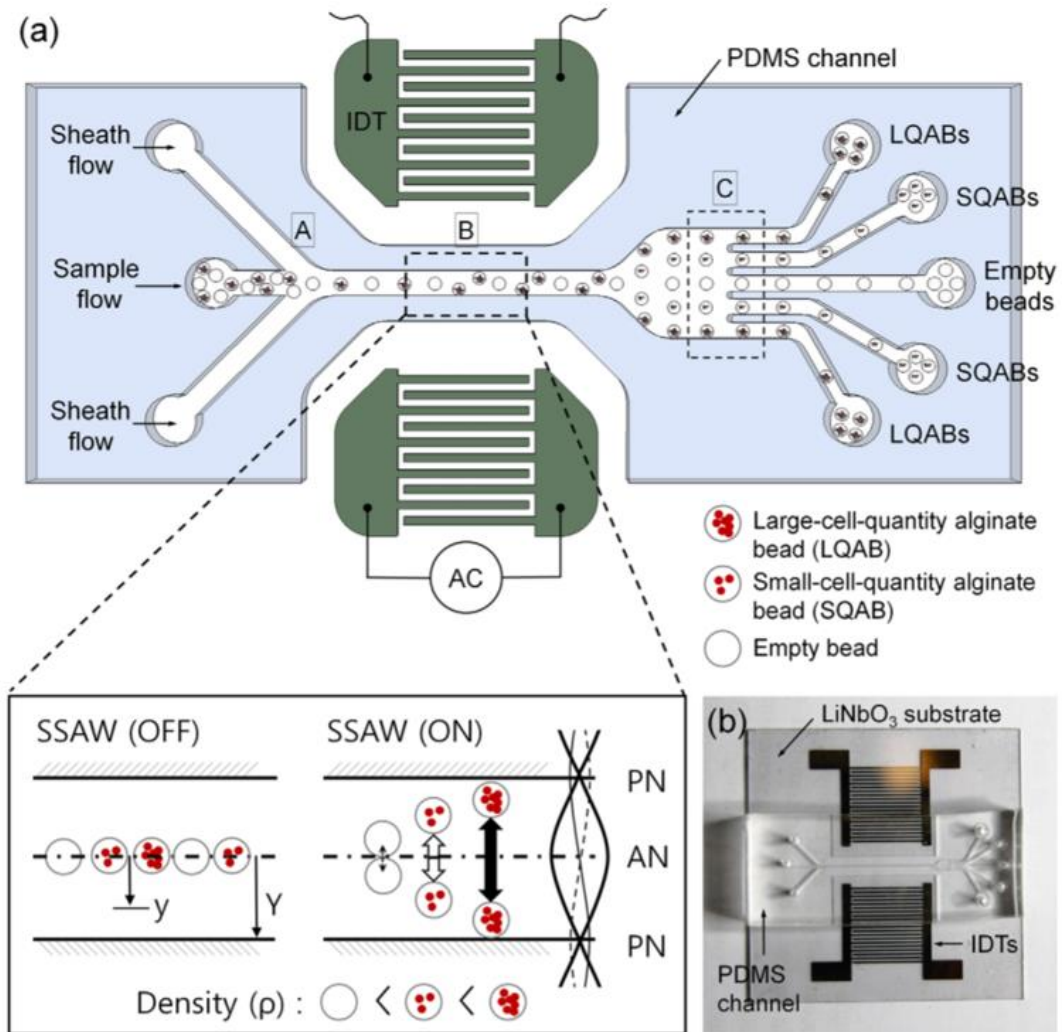 (a)
PDMS channel
IDT
Sheath
flow
LQABs
A
B
C
SQABs
Sample
flow
Empty
beads
Sheath
flow
SQABs
LQABs
AC
Large-cell-quantity alginate
bead (LQAB)
Small-cell-quantity alginate
bead (SQAB)
Empty bead
SSAW (OFF)
SSAW (ON)
PN
AN
PN
y
Y
Density (ρ) : < <
(b)
LiNbO₃ substrate
IDTs
PDMS
channel